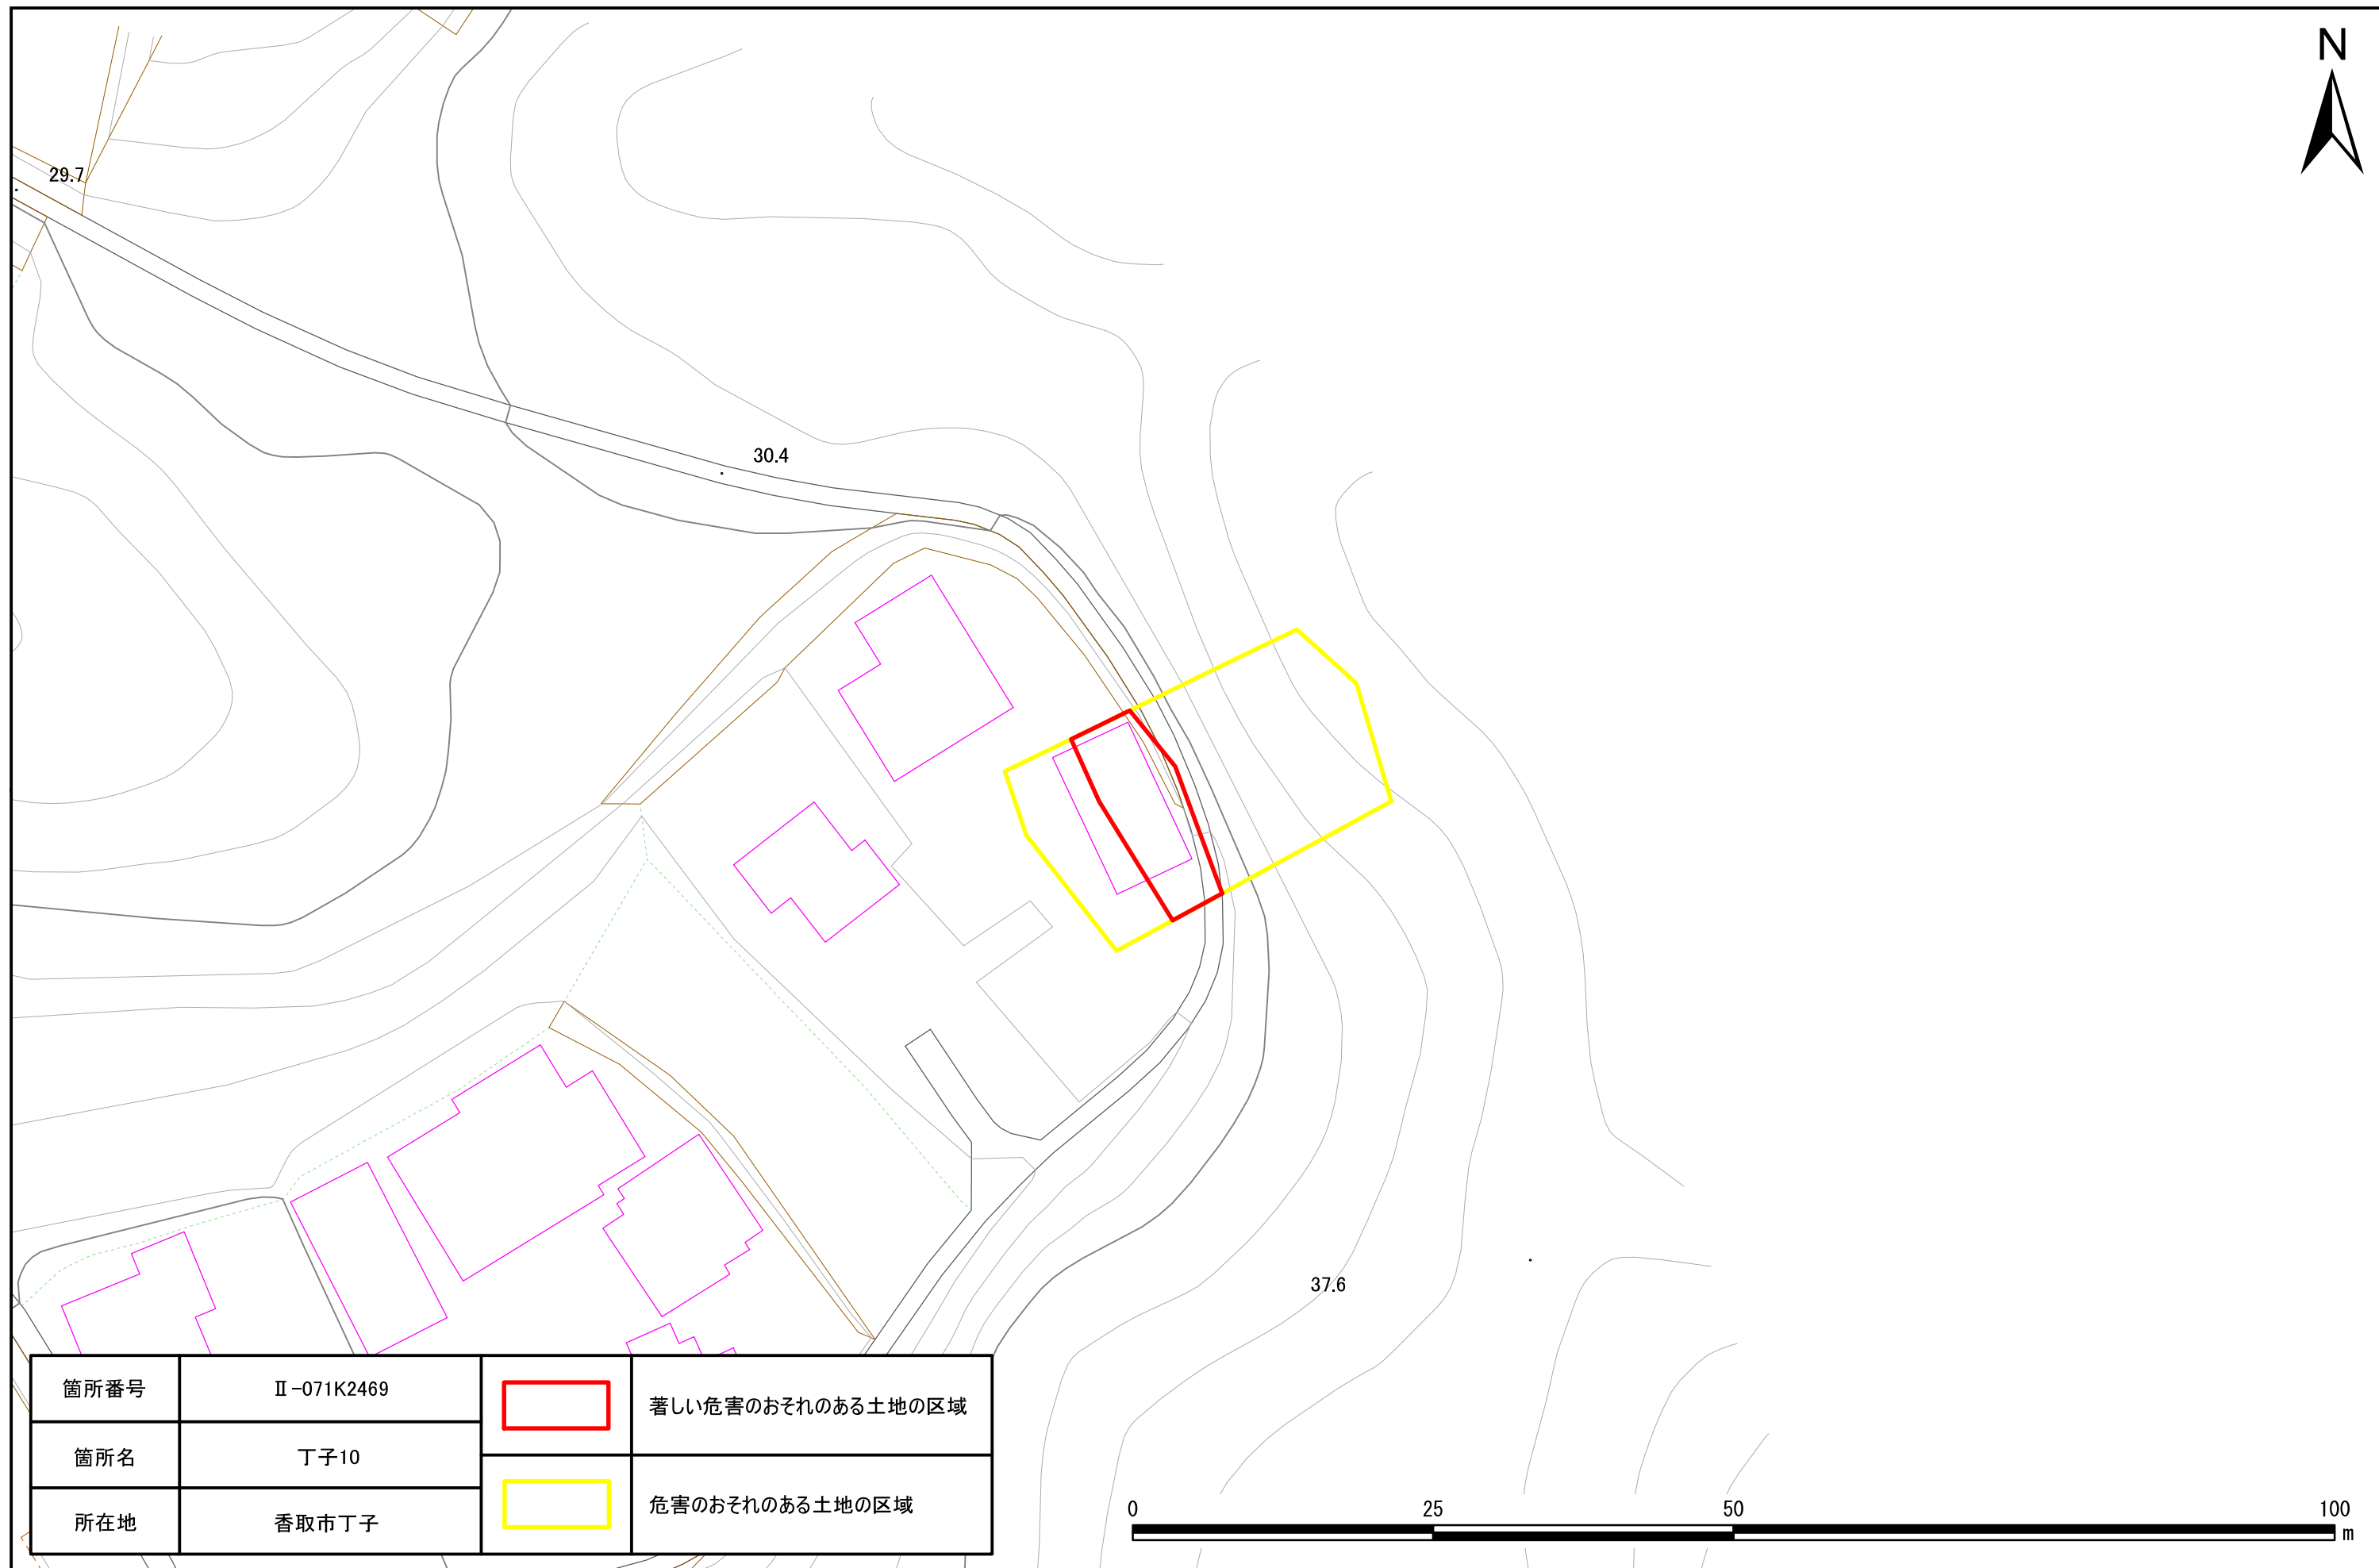 N
29.7
30.4
37.6
箇所番号 Ⅱ-071K2469
箇所名 丁子10
所在地 香取市丁子
著しい危害のおそれのある土地の区域
危害のおそれのある土地の区域
0 25 50 100
m